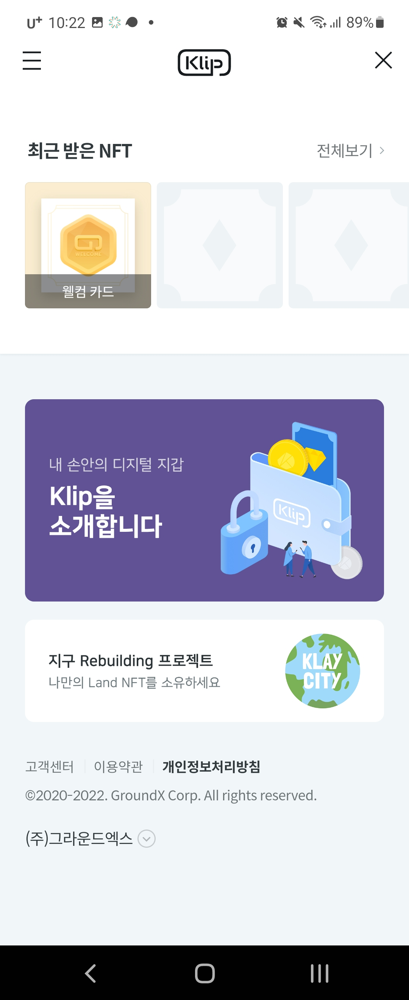 U+ 10:22 89%
Klip
최근 받은 NFT 전체보기
WELCOME
웰컴 카드
내 손안의 디지털 지갑
Klip을
소개합니다
Klip
지구 Rebuilding 프로젝트
나만의 Land NFT를 소유하세요
KLAY
CITY
고객센터 이용약관 개인정보처리방침
©2020-2022. GroundX Corp. All rights reserved.
(주)그라운드엑스